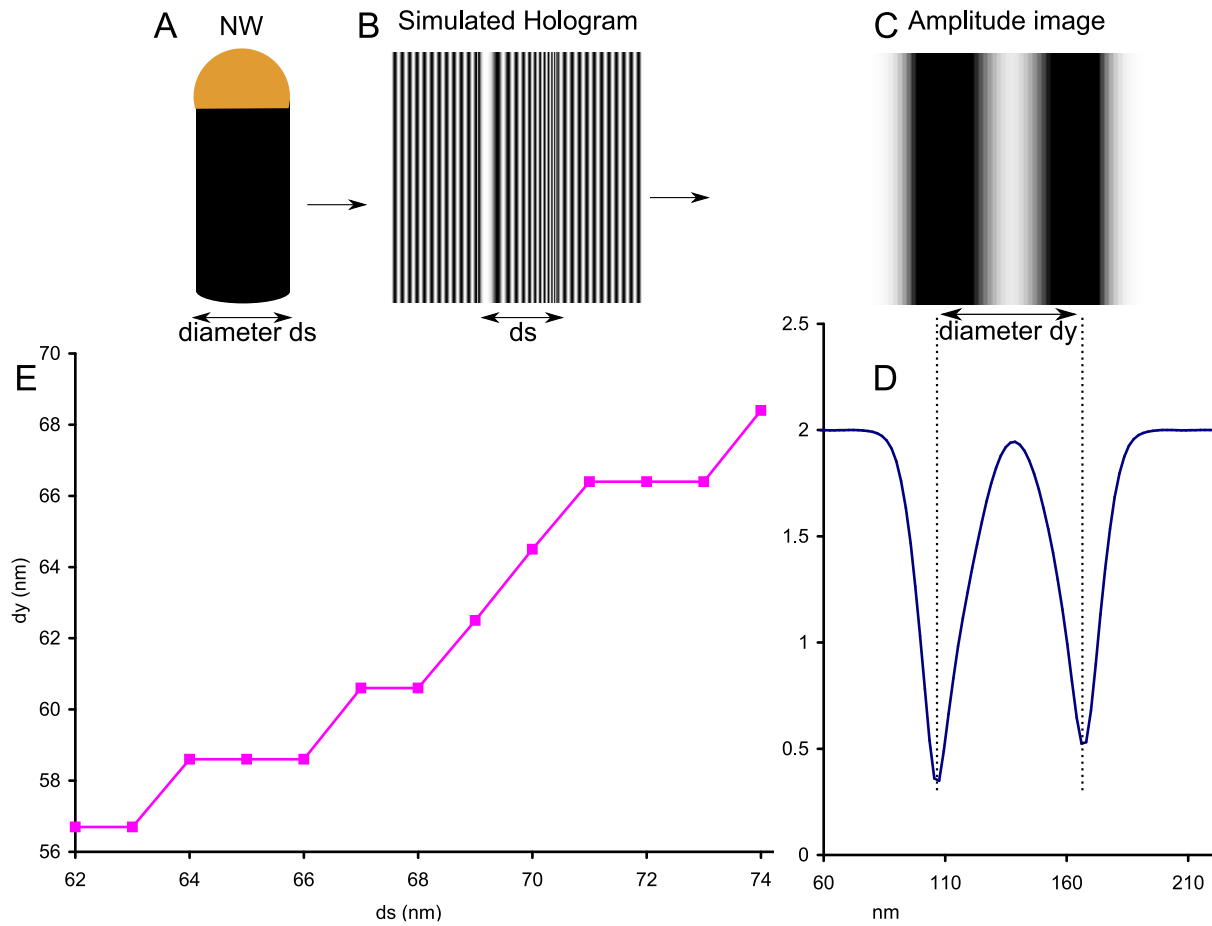 A
NW
B
Simulated Hologram
C
Amplitude image
diameter ds
ds
diameter dy
E
70
68
66
64
62
60
58
56
dy (nm)
62
64
66
68
70
72
74
ds (nm)
D
2.5
2
1.5
1
0.5
0
60
110
160
210
nm